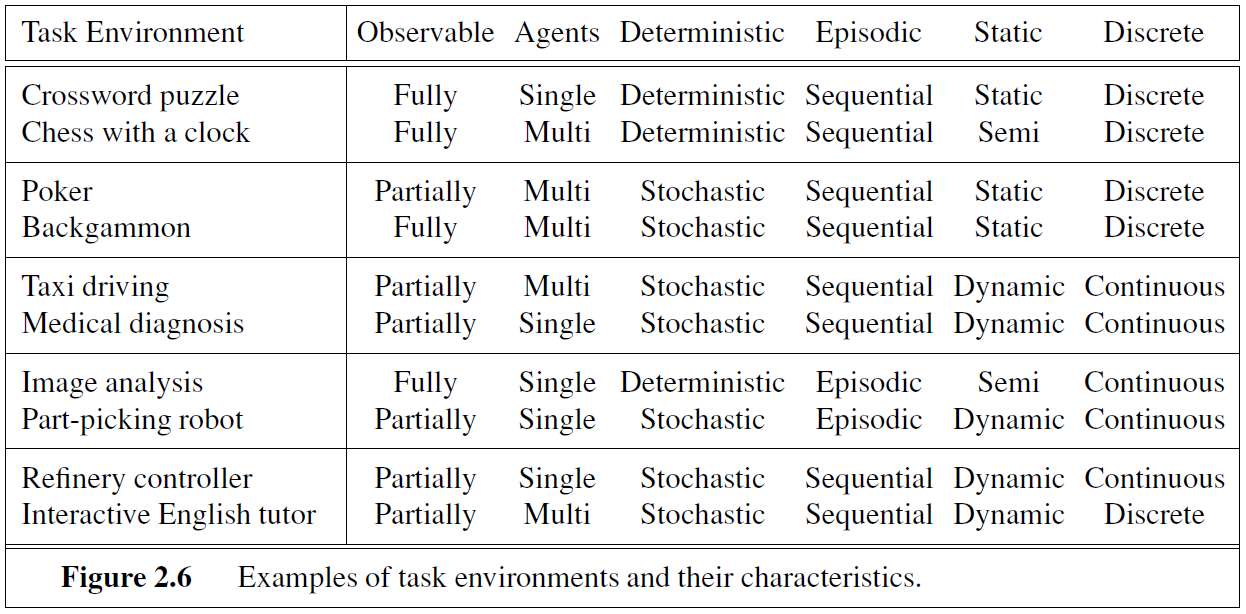 Task Environment Observable Agents Deterministic Episodic Static Discrete
Crossword puzzle Fully Single Deterministic Sequential Static Discrete
Chess with a clock Fully Multi Deterministic Sequential Semi Discrete
Poker Partially Multi Stochastic Sequential Static Discrete
Backgammon Fully Multi Stochastic Sequential Static Discrete
Taxi driving Partially Multi Stochastic Sequential Dynamic Continuous
Medical diagnosis Partially Single Stochastic Sequential Dynamic Continuous
Image analysis Fully Single Deterministic Episodic Semi Continuous
Part-picking robot Partially Single Stochastic Episodic Dynamic Continuous
Refinery controller Partially Single Stochastic Sequential Dynamic Continuous
Interactive English tutor Partially Multi Stochastic Sequential Dynamic Discrete
Figure 2.6 Examples of task environments and their characteristics.